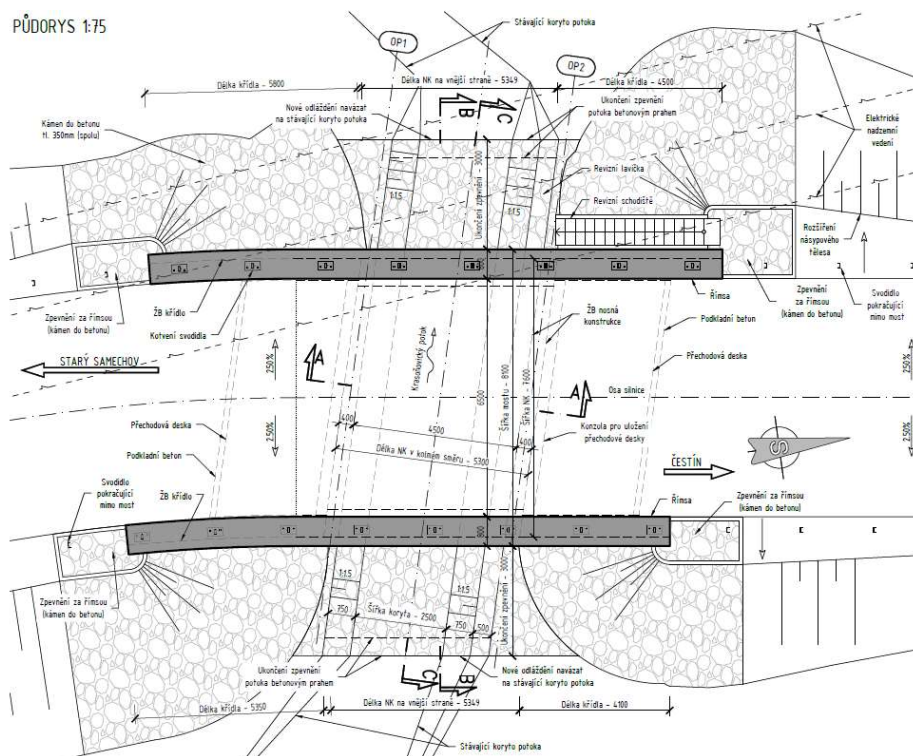 PŮDORYS 1:75
Stávající koryto potoka
OP1
OP2
Délka křídla - 5800
Délka NK na vnější straně - 5349
Délka křídla - 4500
Nové odláždění navázat
na stávající koryto potoka
B
C
Ukončení zpevnění
potoka betonovým prahem
Kámen do betonu
tl. 350mm (spolu)
Elektrické
nadzemní
vedení
1:1.5
1:1.5
Ukončení zpevnění - 3000
Revizní lavička
Revizní schodiště
Rozšíření
násypového
tělesa
ŽB křídlo
Zpevnění za římsou
(kámen do betonu)
Kotvení svodidla
ŽB nosná
konstrukce
Římsa
Podkladní beton
Zpevnění
za římsou
(kámen do betonu)
Svodidlo
pokračující
mimo most
STARÝ SAMECHOV
2.50%
A
Krasoňovický potok
6500
Šířka mostu - 8100
Šířka NK - 7600
Přechodová deska
2.50%
A
Osa silnice
400
4500
400
Délka NK v kolmém směru - 5300
Přechodová deska
Podkladní beton
2.50%
Konzula pro uložení
přechodové desky
2.50%
S
ČESTÍN
Svodidlo
pokračující
mimo most
ŽB křídlo
Římsa
Zpevnění za římsou
(kámen do betonu)
800
Zpevnění za římsou
(kámen do betonu)
1:1.5
1:1.5
750
Šířka koryta - 2500
750
500
Ukončení zpevnění - 3000
Ukončení zpevnění
potoka betonovým prahem
C
B
Nové odláždění navázat
na stávající koryto potoka
Délka křídla - 5350
Délka NK na vnější straně - 5349
Délka křídla - 4100
Stávající koryto potoka